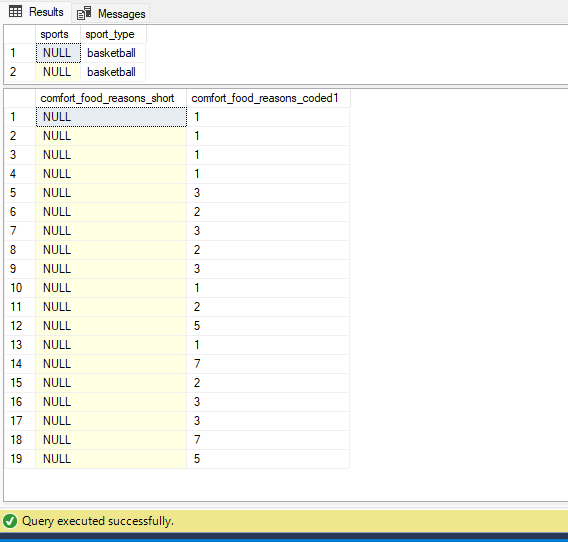 Results Messages
sports sport_type
1 NULL basketball
2 NULL basketball
comfort_food_reasons_short comfort_food_reasons_coded1
1 NULL 1
2 NULL 1
3 NULL 1
4 NULL 1
5 NULL 3
6 NULL 2
7 NULL 3
8 NULL 2
9 NULL 3
10 NULL 1
11 NULL 2
12 NULL 5
13 NULL 1
14 NULL 7
15 NULL 2
16 NULL 3
17 NULL 3
18 NULL 7
19 NULL 5
Query executed successfully.